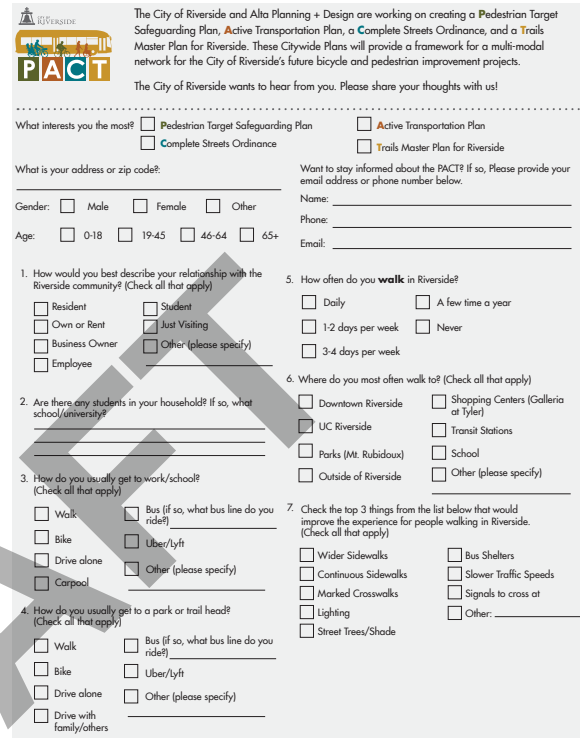 CITY OF
RIVERSIDE
PACT
The City of Riverside and Alta Planning + Design are working on creating a Pedestrian Target
Safeguarding Plan, Active Transportation Plan, a Complete Streets Ordinance, and a Trails
Master Plan for Riverside. These Citywide Plans will provide a framework for a multi-modal
network for the City of Riverside's future bicycle and pedestrian improvement projects.
The City of Riverside wants to hear from you. Please share your thoughts with us!
What interests you the most?
Pedestrian Target Safeguarding Plan
Active Transportation Plan
Complete Streets Ordinance
Trails Master Plan for Riverside
What is your address or zip code?:
Gender: Male Female Other
Age: 0-18 19-45 46-64 65+
Want to stay informed about the PACT? If so, Please provide your
email address or phone number below.
Name:
Phone:
Email:
1. How would you best describe your relationship with the
Riverside community? (Check all that apply)
Resident
Student
Own or Rent
Just Visiting
Business Owner
Other (please specify)
Employee
2. Are there any students in your household? If so, what
school/university?
3. How do you usually get to work/school?
(Check all that apply)
Walk
Bus (if so, what bus line do you
ride?)
Bike
Uber/Lyft
Drive alone
Other (please specify)
Carpool
4. How do you usually get to a park or trail head?
(Check all that apply)
Walk
Bus (if so, what bus line do you
ride?)
Bike
Uber/Lyft
Drive alone
Other (please specify)
Drive with
family/others
5. How often do you walk in Riverside?
Daily
A few time a year
1-2 days per week
Never
3-4 days per week
6. Where do you most often walk to? (Check all that apply)
Downtown Riverside
Shopping Centers (Galleria
at Tyler)
UC Riverside
Transit Stations
Parks (Mt. Rubidoux)
School
Outside of Riverside
Other (please specify)
7. Check the top 3 things from the list below that would
improve the experience for people walking in Riverside.
(Check all that apply)
Wider Sidewalks
Bus Shelters
Continuous Sidewalks
Slower Traffic Speeds
Marked Crosswalks
Signals to cross at
Lighting
Other:
Street Trees/Shade